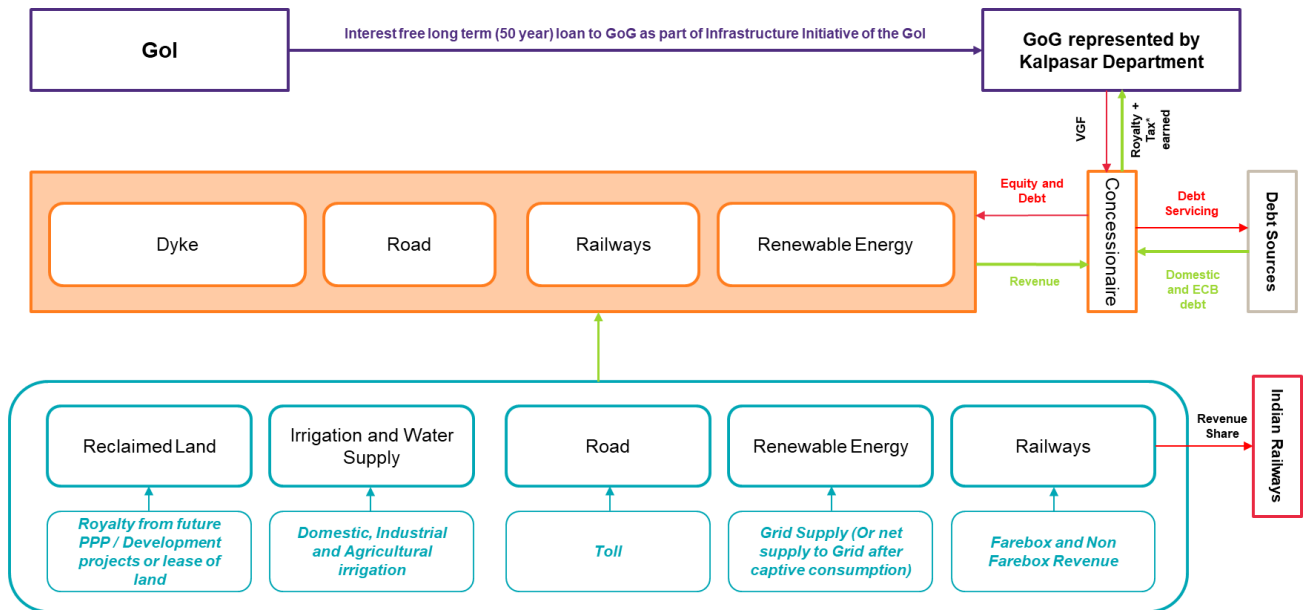 GoI
Interest free long term (50 year) loan to GoG as part of Infrastructure Initiative of the GoI
GoG represented by
Kalpasar Department
VGF
Royalty +
Tax*
earned
Dyke
Road
Railways
Renewable Energy
Equity and
Debt
Revenue
Concessionaire
Debt
Servicing
Domestic
and ECB
debt
Debt Sources
Reclaimed Land
Irrigation and Water
Supply
Road
Renewable Energy
Railways
Revenue
Share
Indian
Railways
Royalty from future
PPP / Development
projects or lease of
land
Domestic, Industrial
and Agricultural
irrigation
Toll
Grid Supply (Or net
supply to Grid after
captive consumption)
Farebox and Non
Farebox Revenue